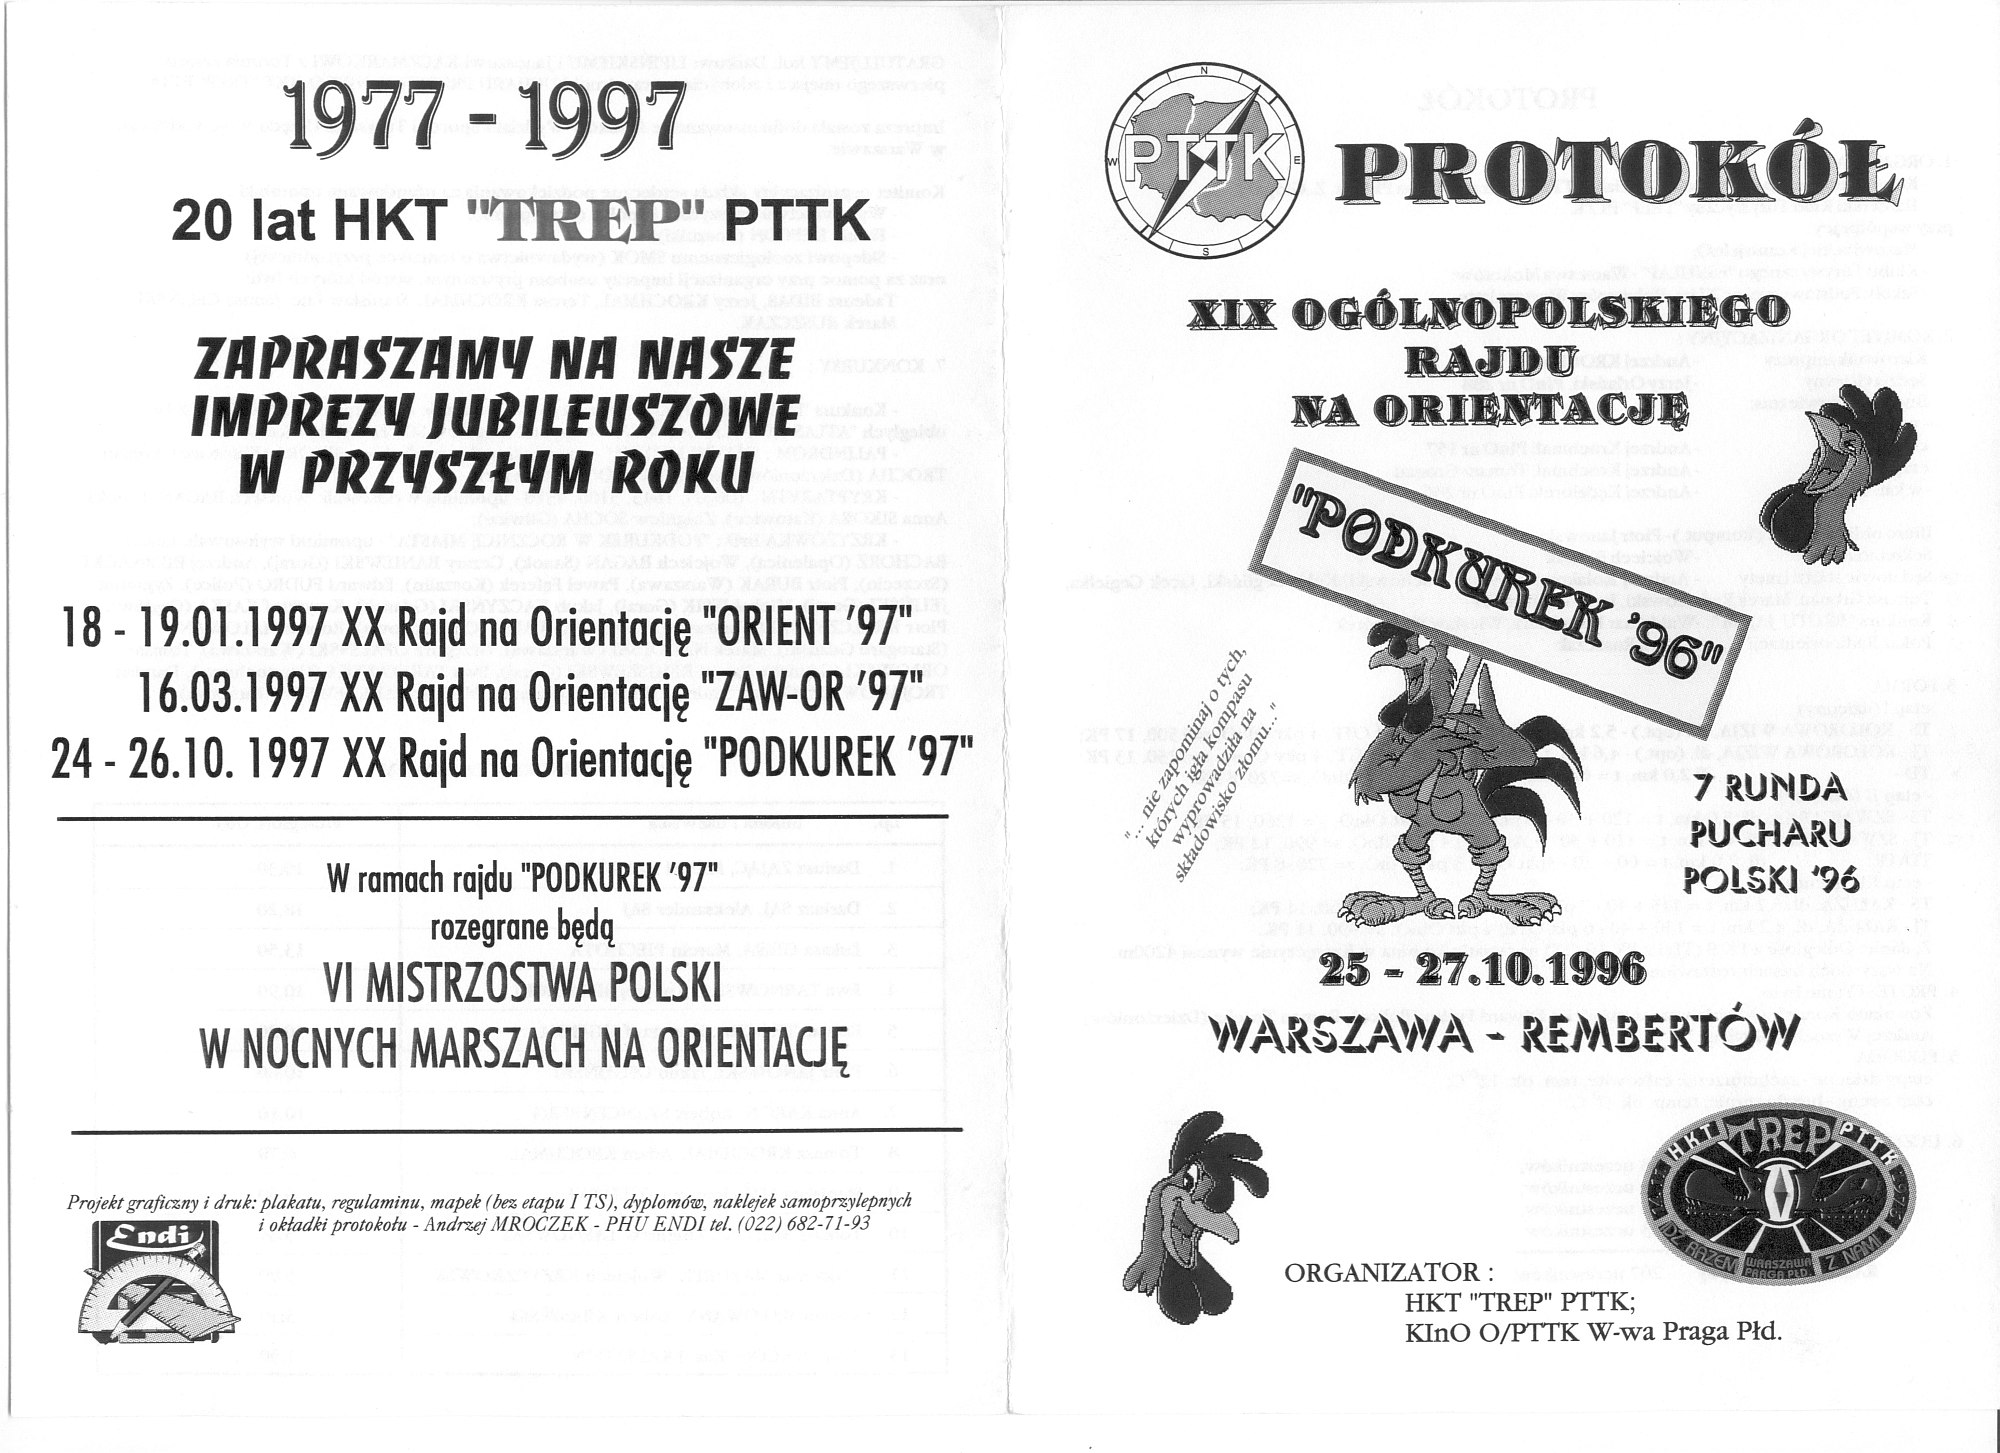 1977 - 1997
20 lat HKT "TREP" PTTK
ZAPRASZAMY NA NASZE
IMPREZY JUBILEUSZOWE
W PRZYSZŁYM ROKU
18 - 19.01.1997 XX Rajd na Orientację "ORIENT '97"
16.03.1997 XX Rajd na Orientację "ZAW-OR '97"
24 - 26.10. 1997 XX Rajd na Orientację "PODKUREK '97"
W ramach rajdu "PODKUREK '97"
rozegrane będą
VI MISTRZOSTWA POLSKI
W NOCNYCH MARSZACH NA ORIENTACJĘ
Projekt graficzny i druk: plakatu, regulaminu, mapek (bez etapu I TS), dyplomów, naklejek samoprzylepnych
i okładki protokołu - Andrzej MROCZEK - PHU ENDI tel. (022) 682-71-93
Endi
N
W PTTK E
S
PROTOKÓŁ
XIX OGÓLNOPOLSKIEGO
RAJDU
NA ORIENTACJĘ
"PODKUREK '96"
"... nie zapominaj o tych,
których igła kompasu
wyprowadziła na
składowisko złomu..."
7 RUNDA
PUCHARU
POLSKI '96
25 - 27.10.1996
WARSZAWA - REMBERTÓW
HKT TREP PTTK
IDŹ RAZEM Z NAMI
WARSZAWA
PRAGA PŁD.
ORGANIZATOR :
HKT "TREP" PTTK;
KInO O/PTTK W-wa Praga Płd.